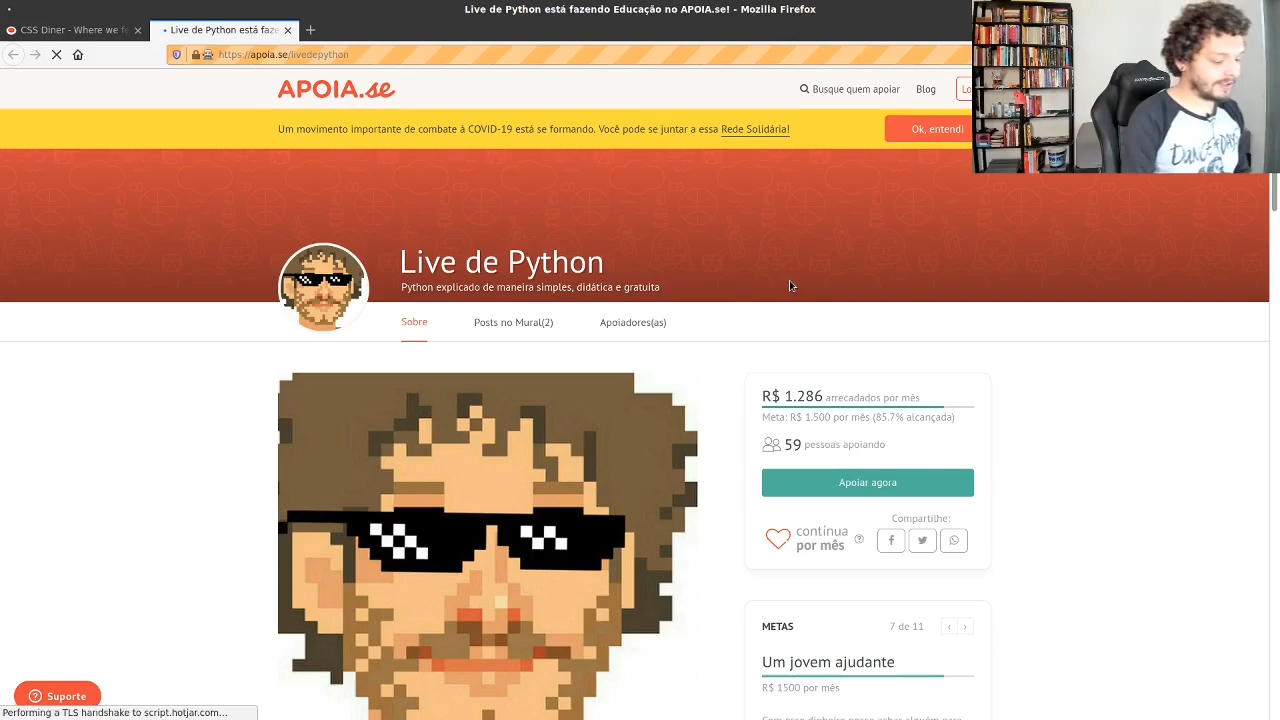 Live de Python está fazendo Educação no APOIA.se! - Mozilla Firefox
CSS Diner - Where we fe
Live de Python está faze
https://apoia.se/livedepython
APOIA.se
Busque quem apoiar
Blog
Um movimento importante de combate à COVID-19 está se formando. Você pode se juntar a essa Rede Solidária!
Ok, entendi
Live de Python
Python explicado de maneira simples, didática e gratuita
Sobre
Posts no Mural(2)
Apoiadores(as)
R$ 1.286 arrecadados por mês
Meta: R$ 1.500 por mês (85.7% alcançada)
59 pessoas apoiando
Apoiar agora
contínua
por mês
Compartilhe:
METAS
7 de 11
Um jovem ajudante
R$ 1500 por mês
Suporte
Performing a TLS handshake to script.hotjar.com...